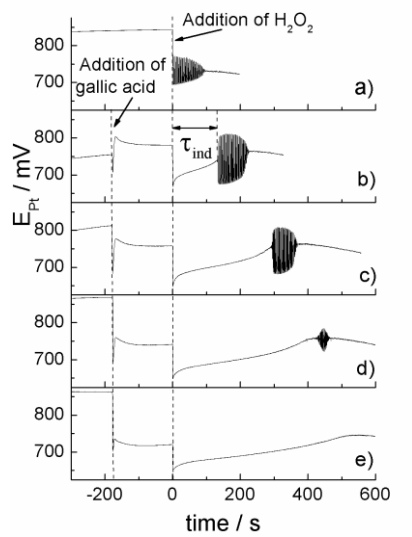 Addition of H₂O₂
Addition of
gallic acid
τind
E Pt / mV
800
700
a)
800
700
b)
800
700
c)
800
700
d)
800
700
e)
-200 0 200 400 600
time / s